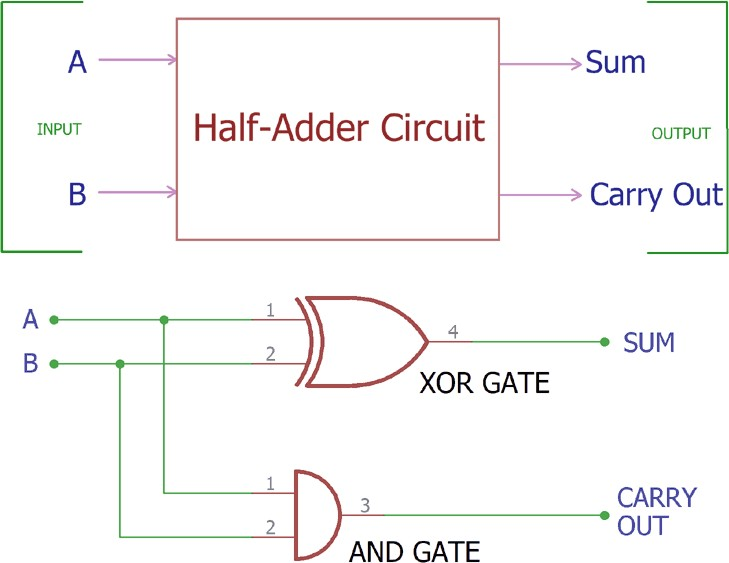 A
Sum
INPUT
Half-Adder Circuit
OUTPUT
B
Carry Out
A
1
4
SUM
B
2
XOR GATE
1
3
CARRY
OUT
2
AND GATE